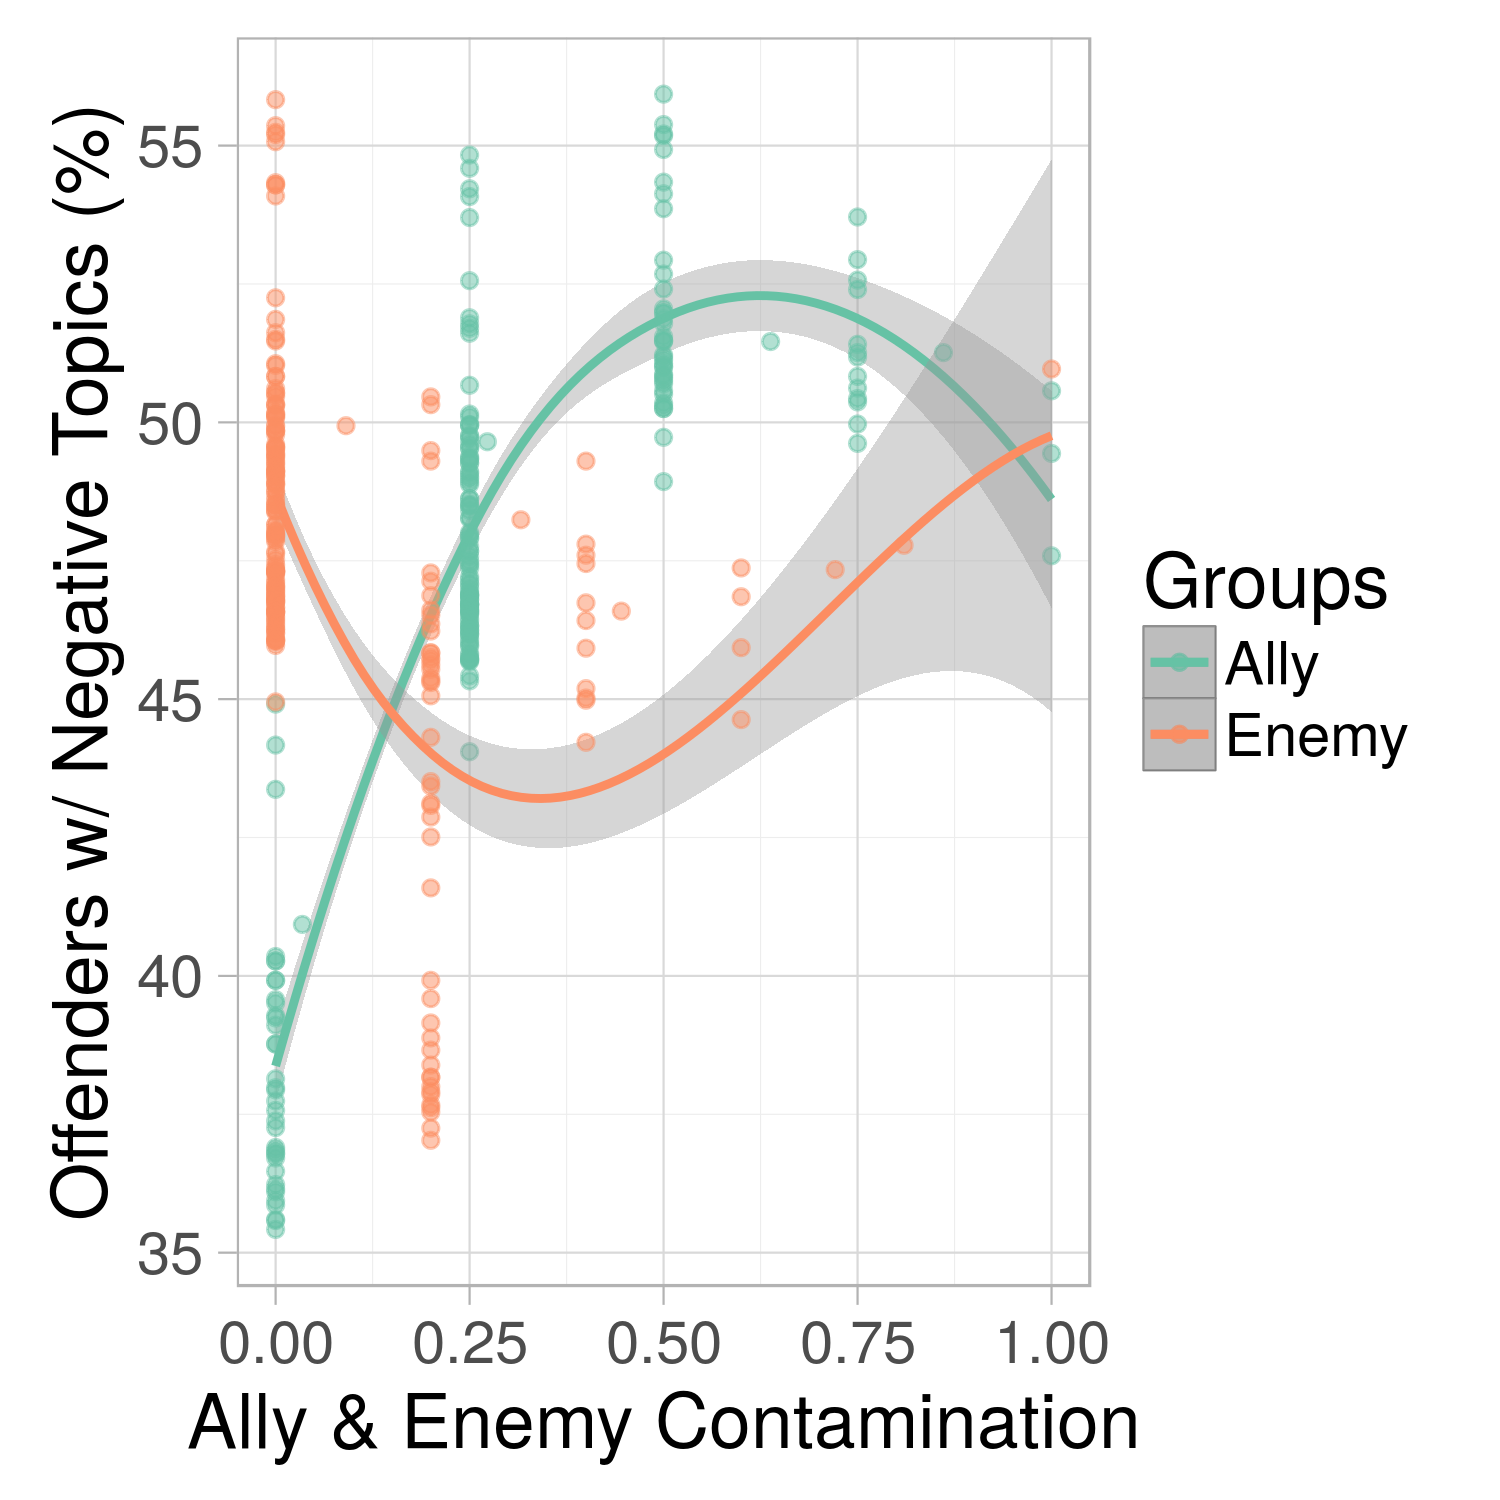 Offenders w/ Negative Topics (%)
55
50
45
40
35
0.00 0.25 0.50 0.75 1.00
Ally & Enemy Contamination
Groups
Ally
Enemy